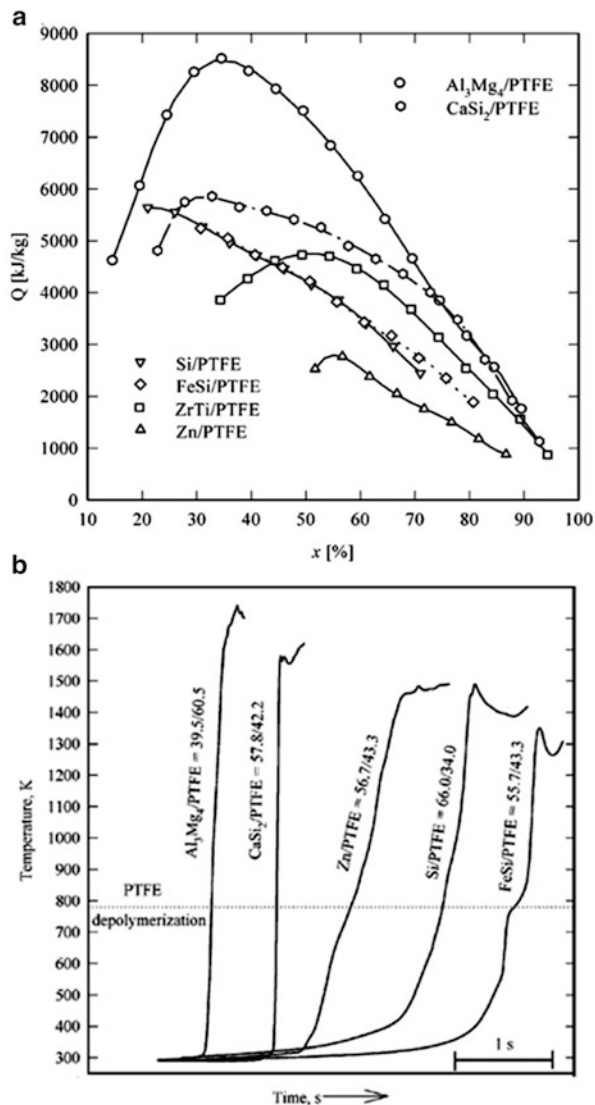 a
9000
8000
7000
6000
5000
4000
3000
2000
1000
0
Q [kJ/kg]
Al3Mg4/PTFE
CaSi2/PTFE
Si/PTFE
FeSi/PTFE
ZrTi/PTFE
Zn/PTFE
10 20 30 40 50 60 70 80 90 100
x [%]
b
1800
1700
1600
1500
1400
1300
1200
1100
1000
900
800
700
600
500
400
300
Temperature, K
Al3Mg4/PTFE = 39.5/60.5
CaSi2/PTFE = 57.8/42.2
Zn/PTFE = 56.7/43.3
Si/PTFE = 66.0/34.0
FeSi/PTFE = 55.7/43.3
PTFE
depolymerization
1 s
Time, s